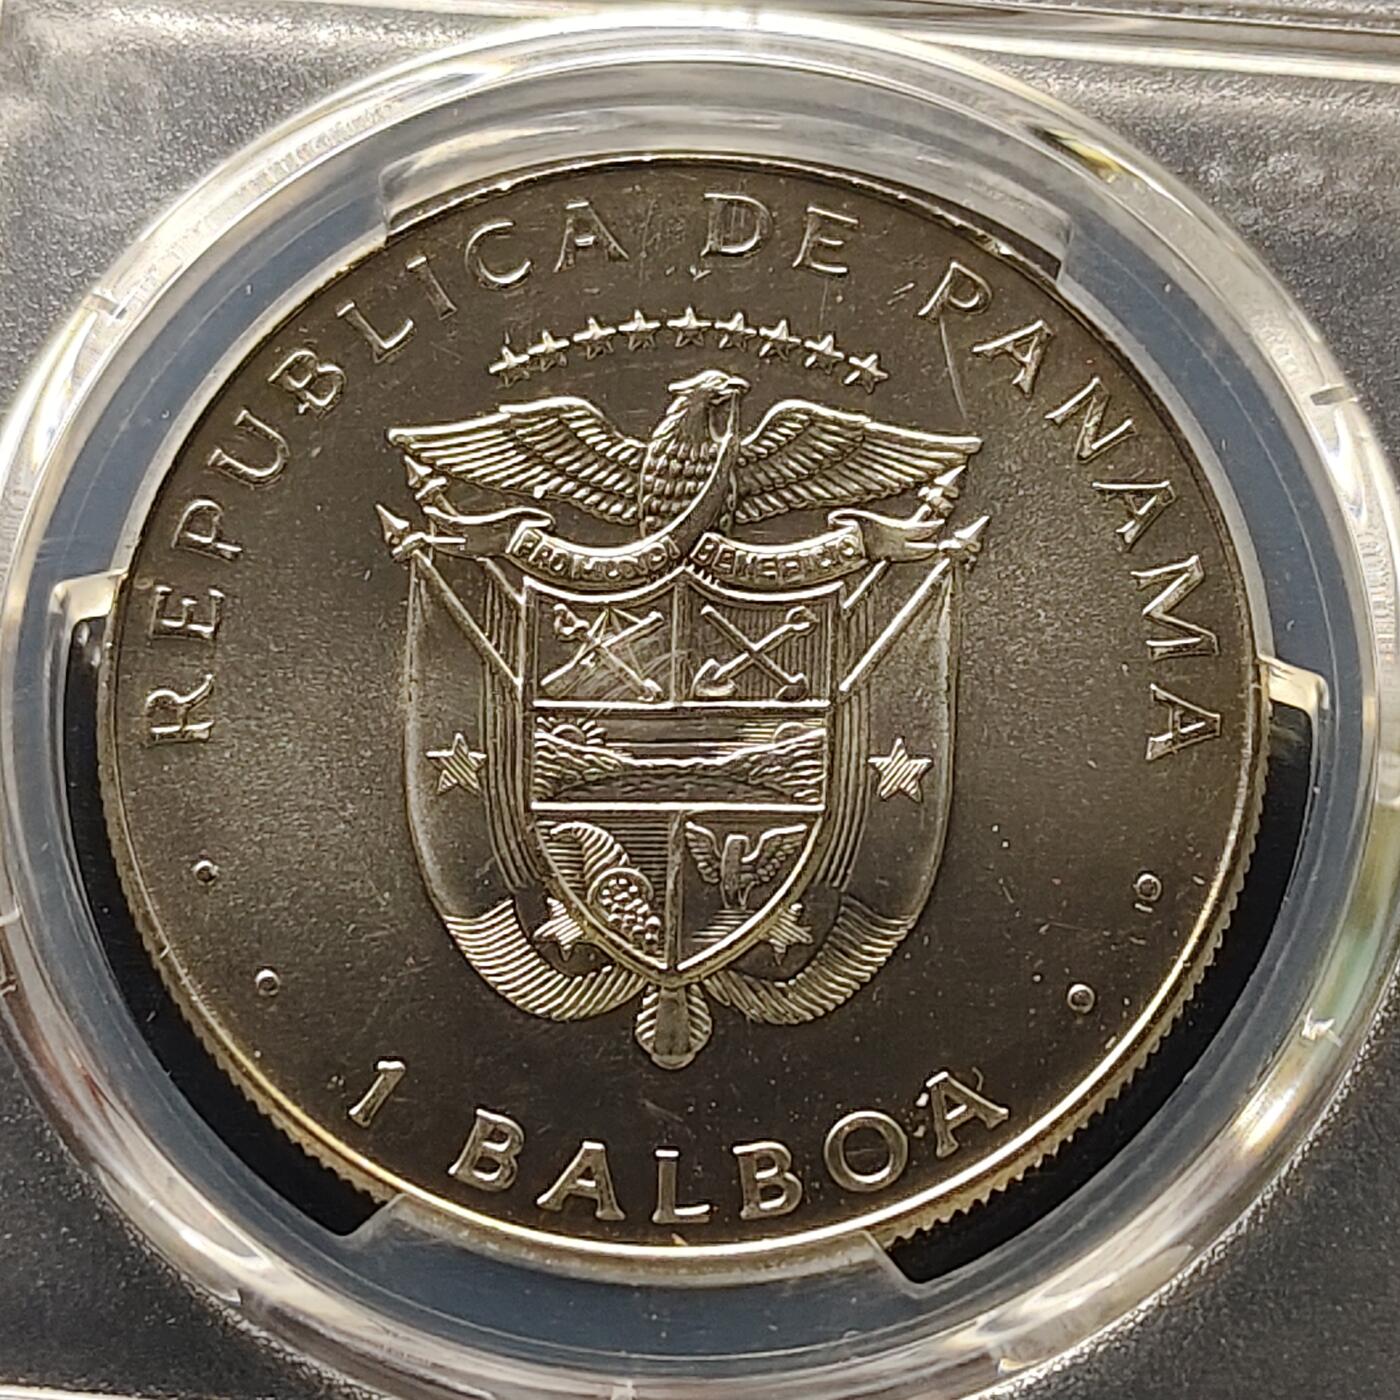 REPUBLICA DE PANAMA
PRO MUNDI BENEFICIO
1 BALBOA